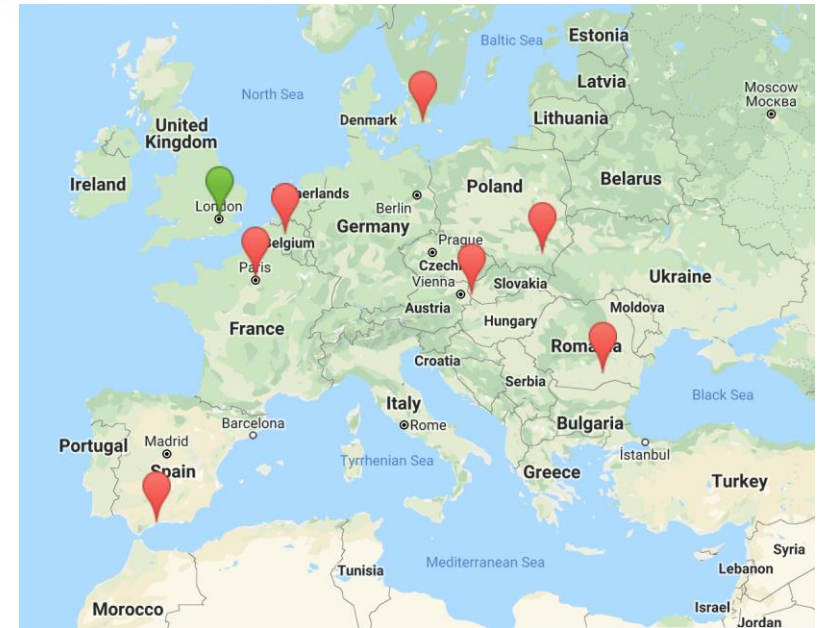 Baltic Sea
Estonia
Latvia
Moscow
Москва
North Sea
Denmark
Lithuania
United
Kingdom
Ireland
Belarus
Poland
London
Berlin
Germany
Belgium
Prague
Paris
Vienna
Slovakia
Ukraine
Austria
Moldova
Hungary
France
Croatia
Serbia
Black Sea
Italy
Rome
Barcelona
Bulgaria
Portugal
Madrid
Spain
İstanbul
Tyrrhenian Sea
Greece
Turkey
Syria
Mediterranean Sea
Lebanon
Tunisia
Morocco
Israel
Jordan